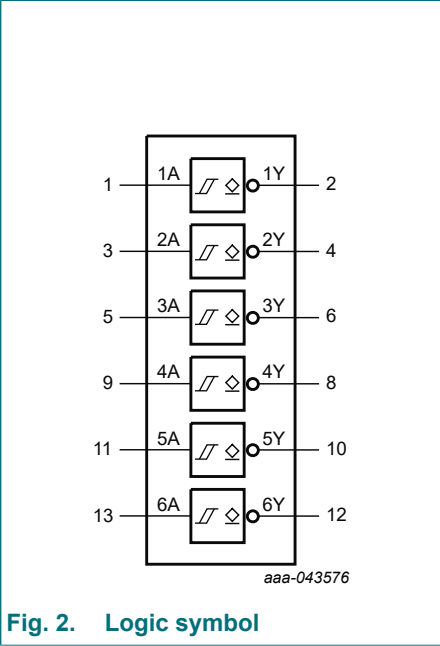 1 1A 1Y 2
3 2A 2Y 4
5 3A 3Y 6
9 4A 4Y 8
11 5A 5Y 10
13 6A 6Y 12
aaa-043576
Fig. 2. Logic symbol